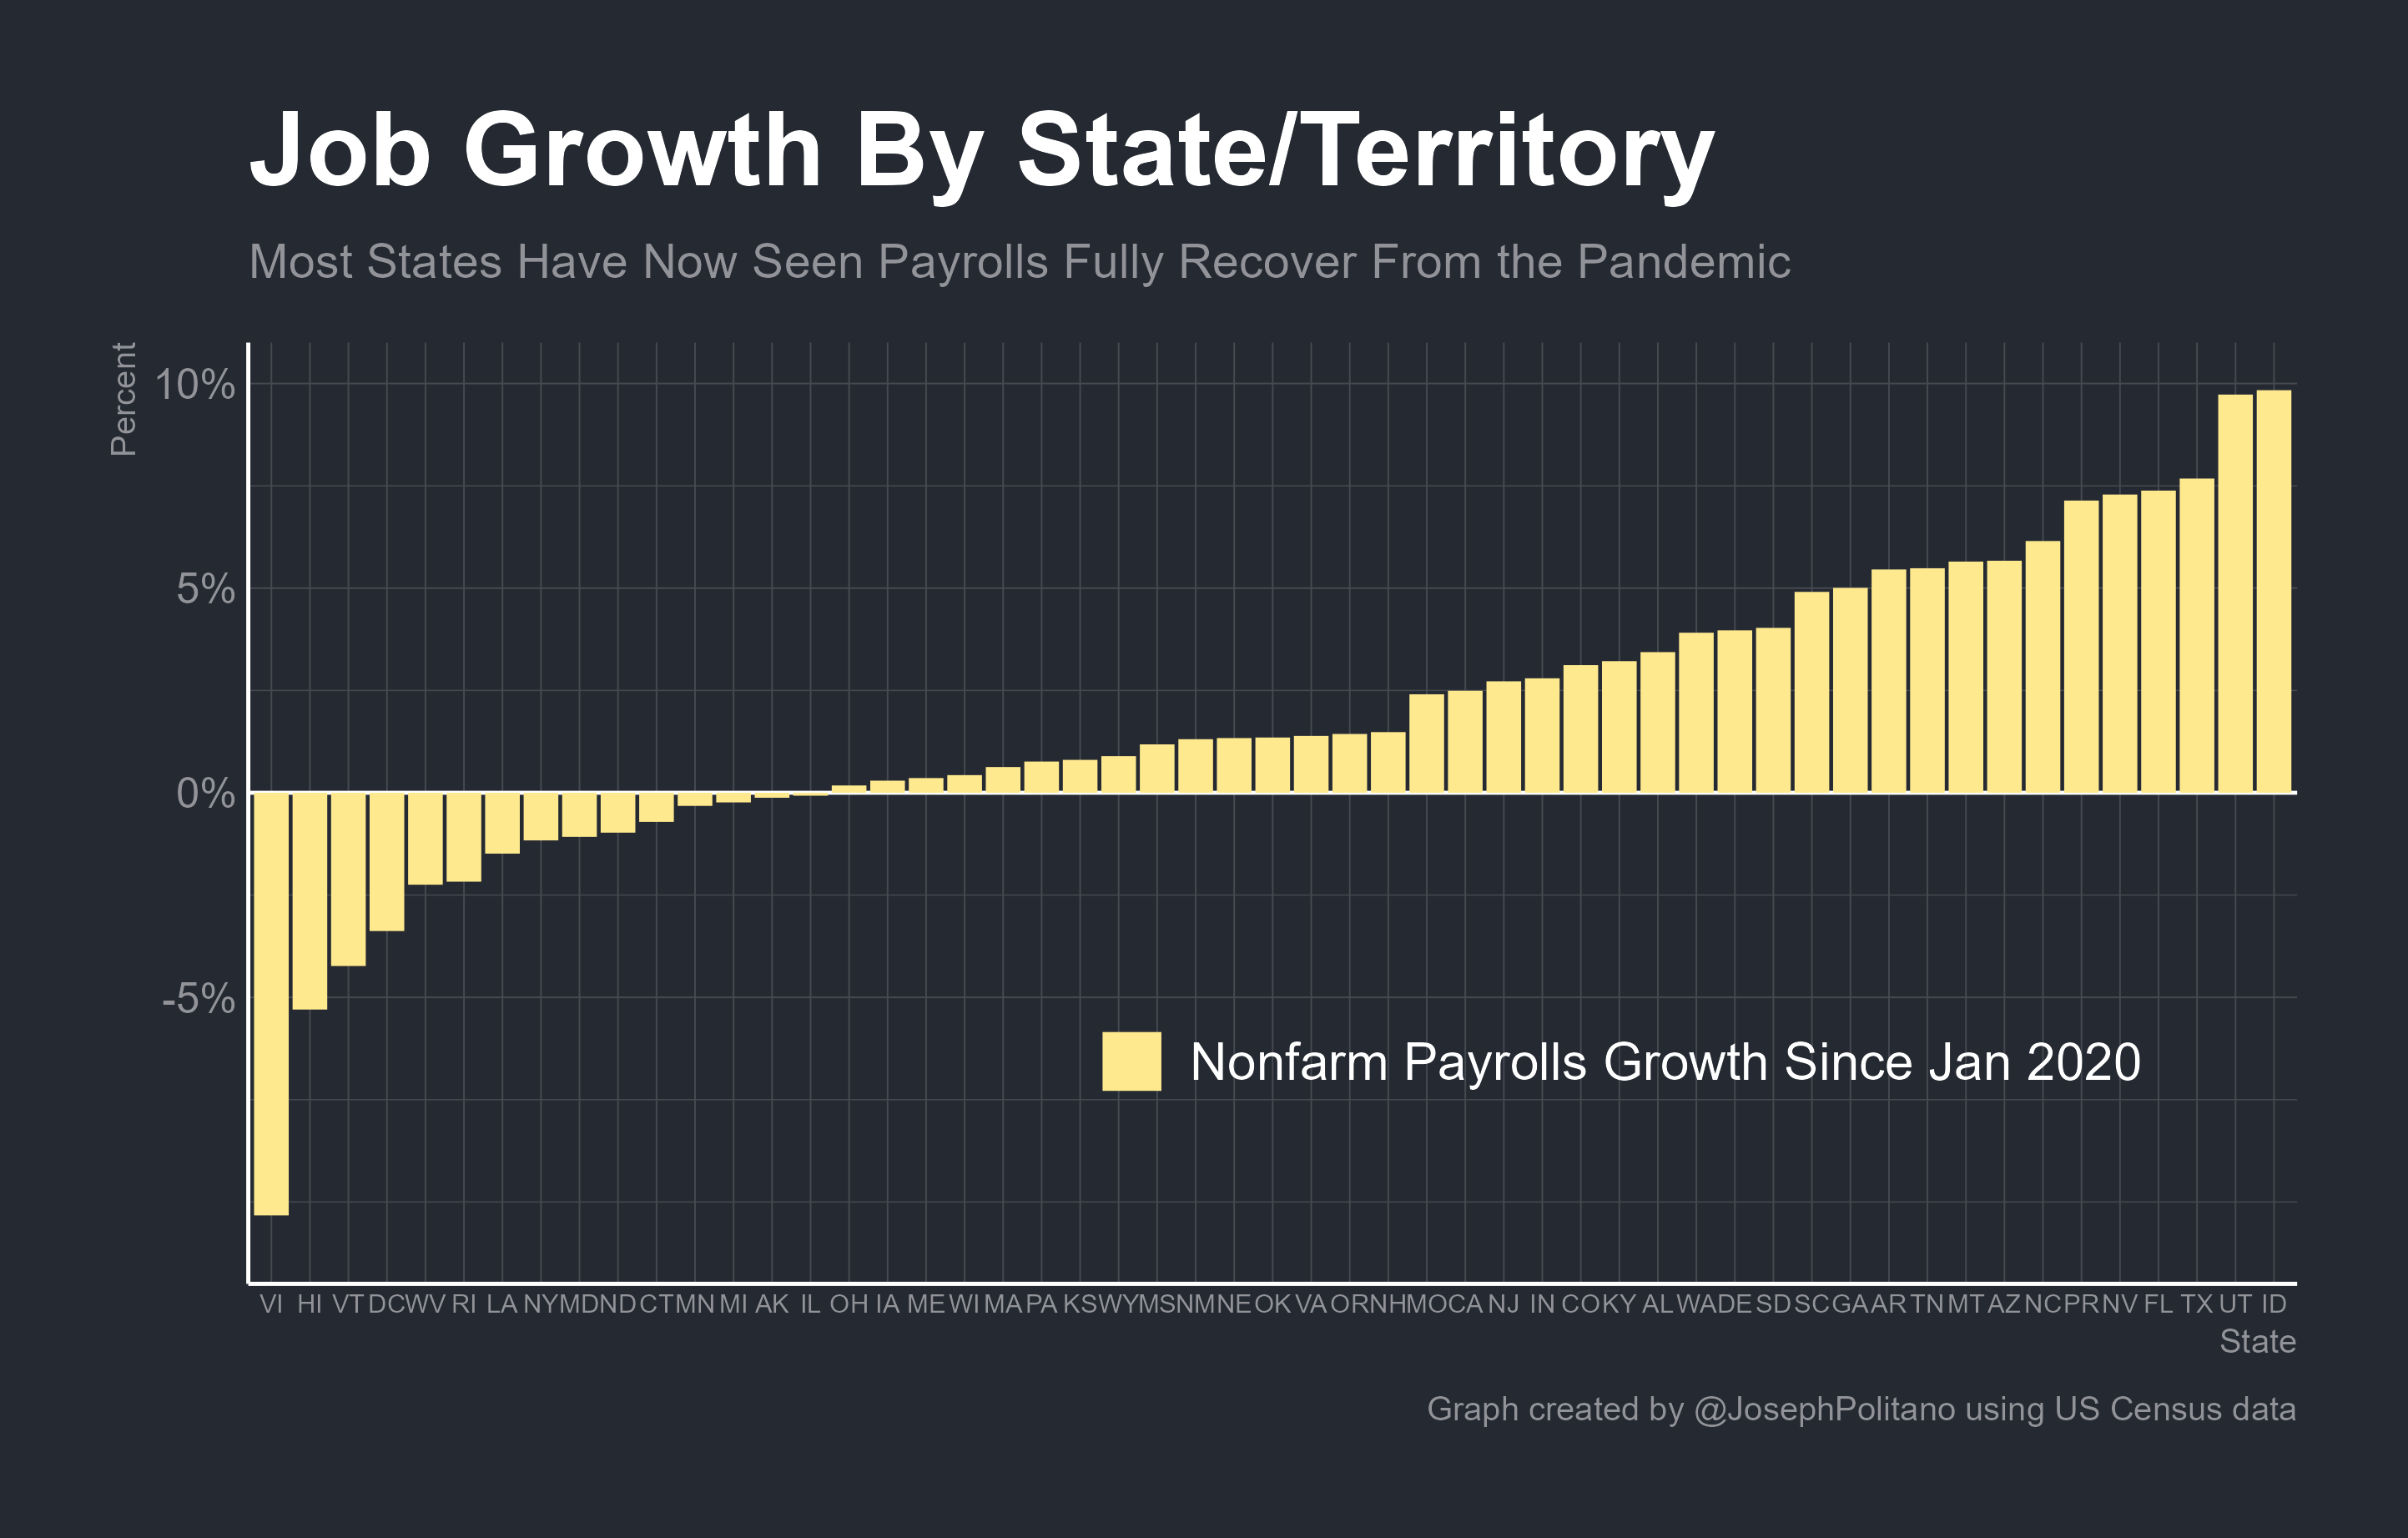 Job Growth By State/Territory
Most States Have Now Seen Payrolls Fully Recover From the Pandemic
Percent
10%
5%
0%
-5%
Nonfarm Payrolls Growth Since Jan 2020
VI HI VT DC WV RI LA NY MD ND CT MN MI AK IL OH IA ME WI MA PA KS WY MS NM NE OK VA OR NH MO CA NJ IN CO KY AL WA DE SD SC GA AR TN MT AZ NC PR NV FL TX UT ID
State
Graph created by @JosephPolitano using US Census data